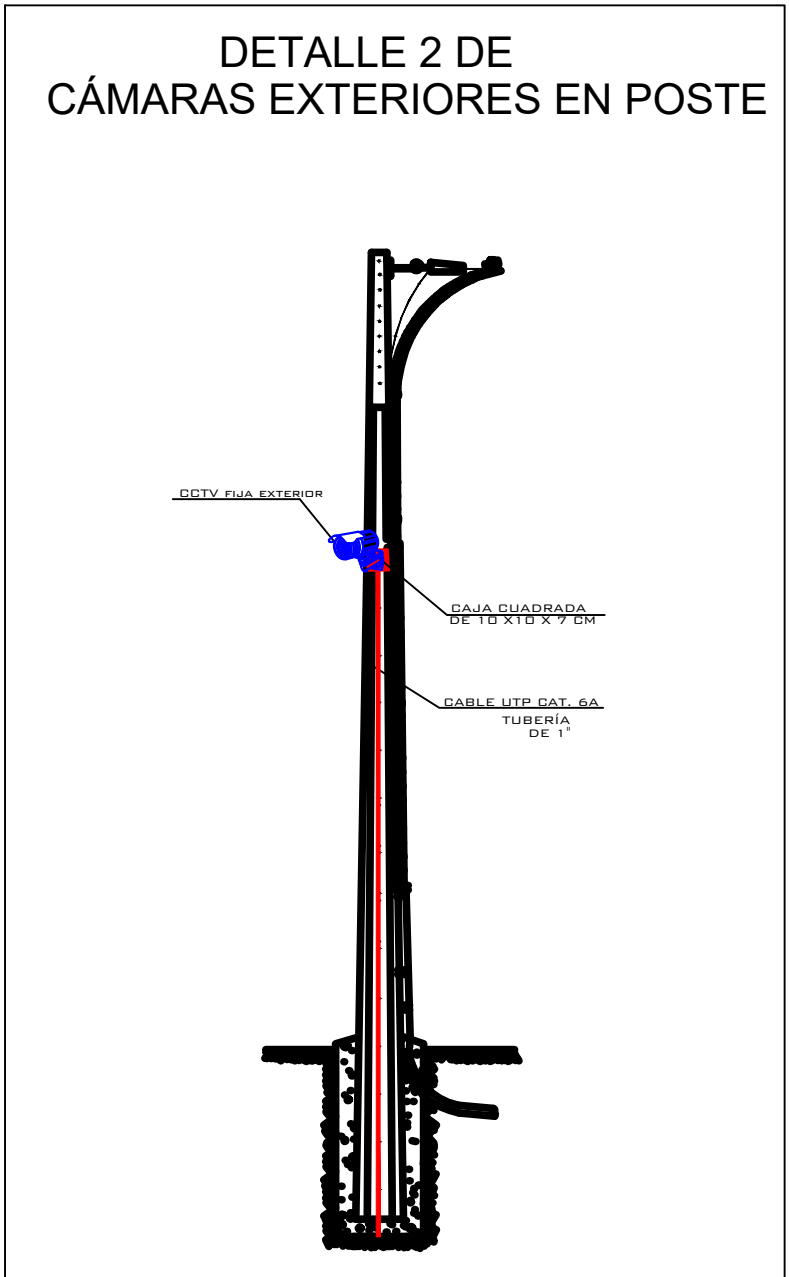 DETALLE 2 DE
CÁMARAS EXTERIORES EN POSTE
CCTV FIJA EXTERIOR
CAJA CUADRADA
DE 10 X10 X 7 CM
CABLE UTP CAT. 6A
TUBERÍA
DE 1"